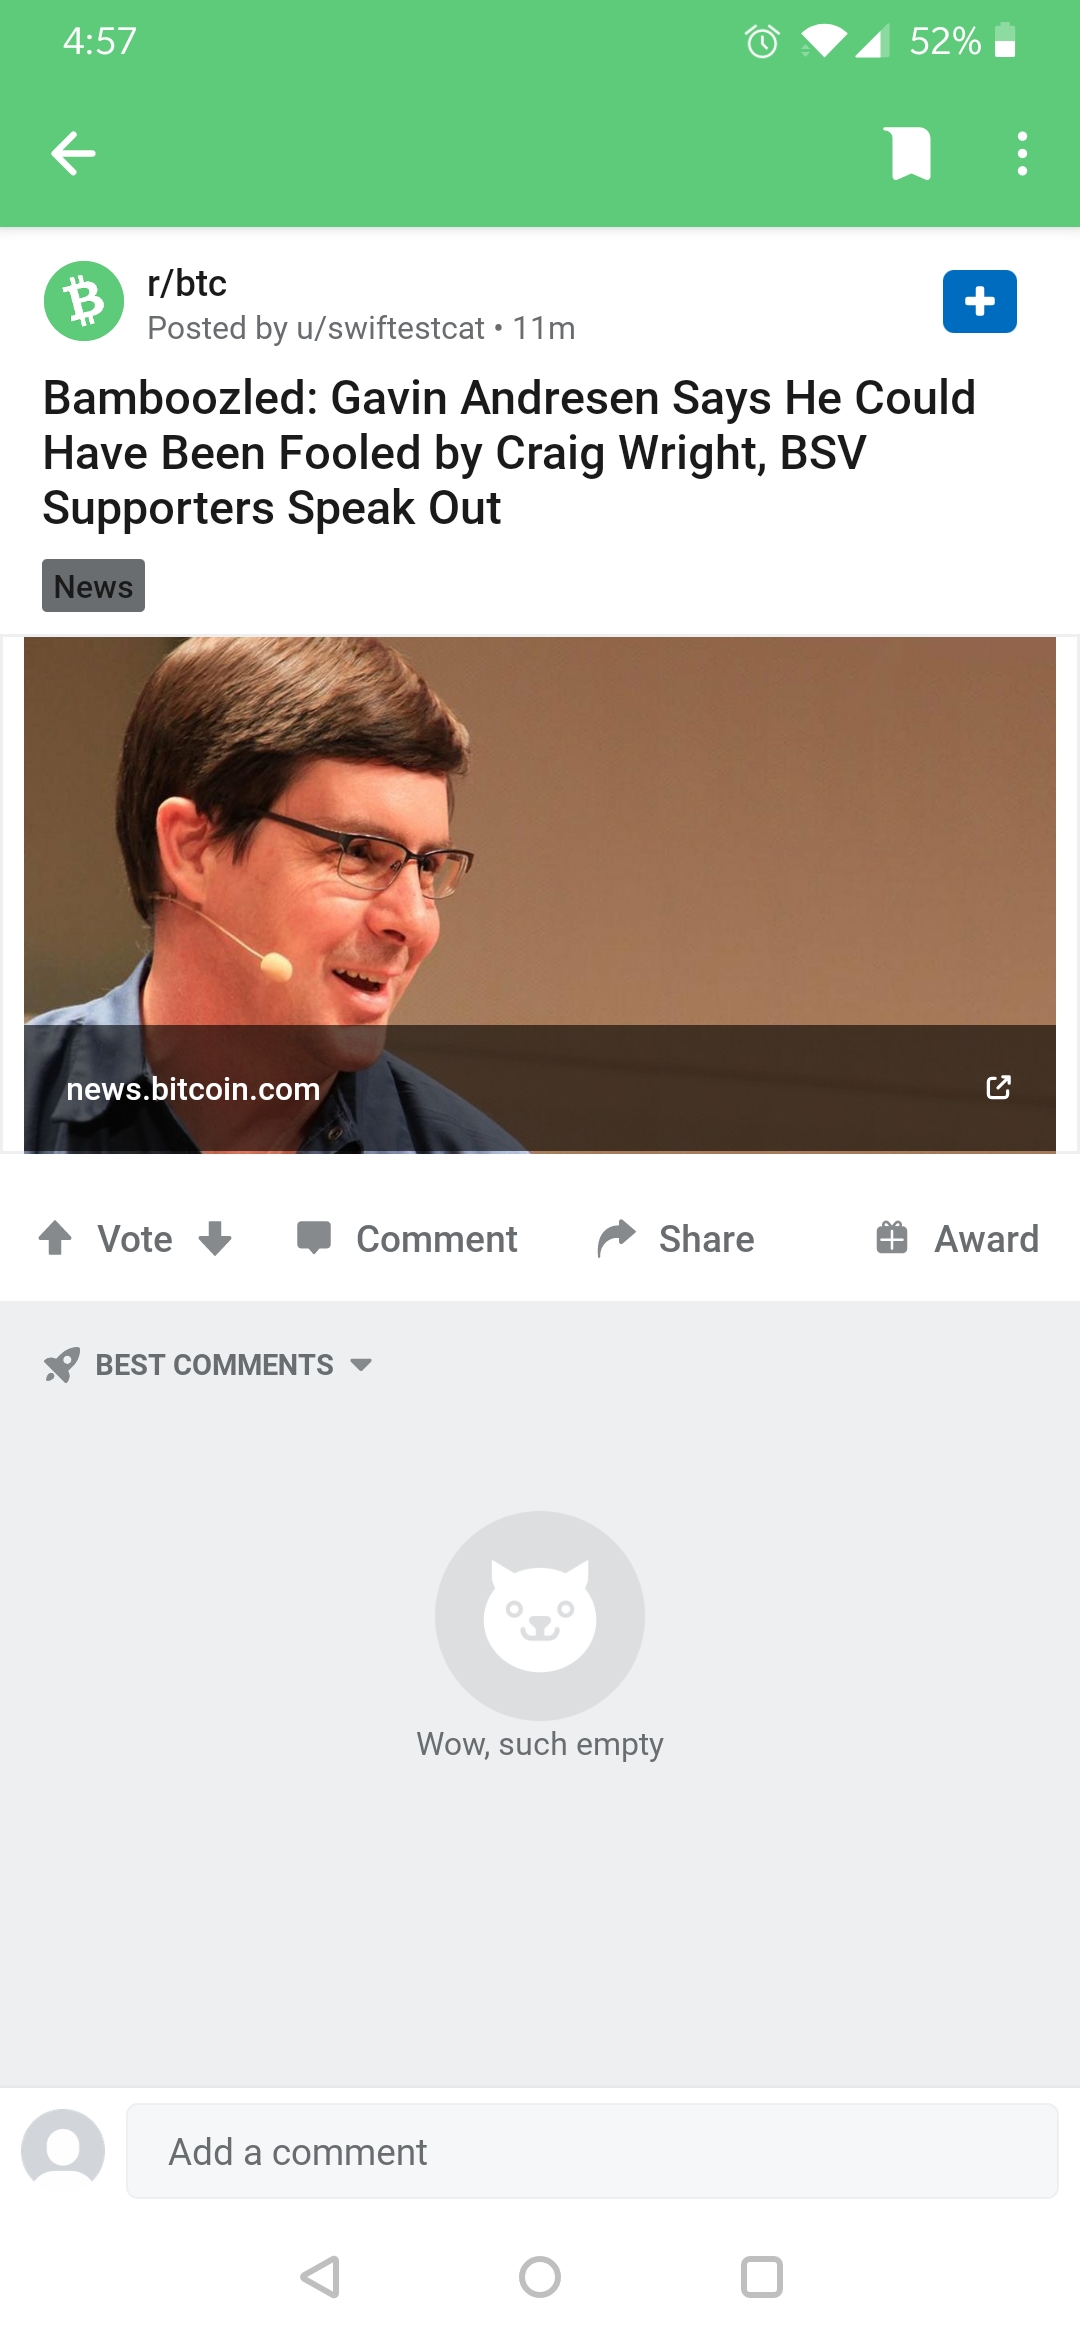 4:57
52%
r/btc
Posted by u/swiftestcat • 11m
Bamboozled: Gavin Andresen Says He Could
Have Been Fooled by Craig Wright, BSV
Supporters Speak Out
News
news.bitcoin.com
Vote
Comment
Share
Award
BEST COMMENTS
Wow, such empty
Add a comment